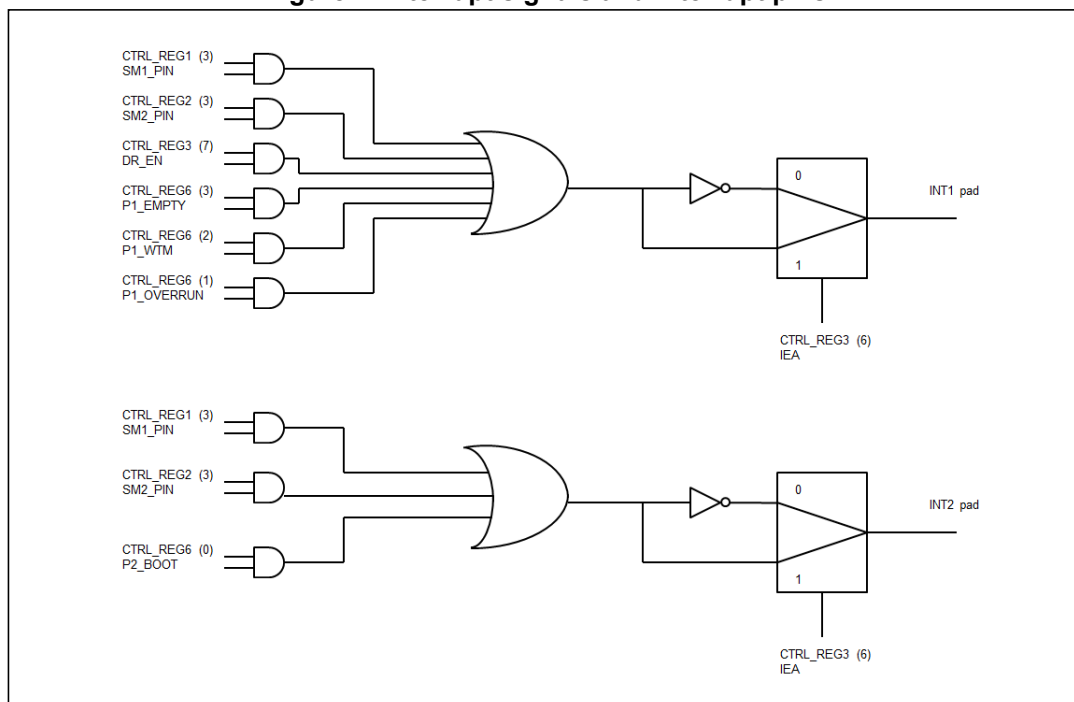 CTRL_REG1 (3)
SM1_PIN
CTRL_REG2 (3)
SM2_PIN
CTRL_REG3 (7)
DR_EN
CTRL_REG6 (3)
P1_EMPTY
CTRL_REG6 (2)
P1_WTM
CTRL_REG6 (1)
P1_OVERRUN
0
1
INT1 pad
CTRL_REG3 (6)
IEA
CTRL_REG1 (3)
SM1_PIN
CTRL_REG2 (3)
SM2_PIN
CTRL_REG6 (0)
P2_BOOT
0
1
INT2 pad
CTRL_REG3 (6)
IEA